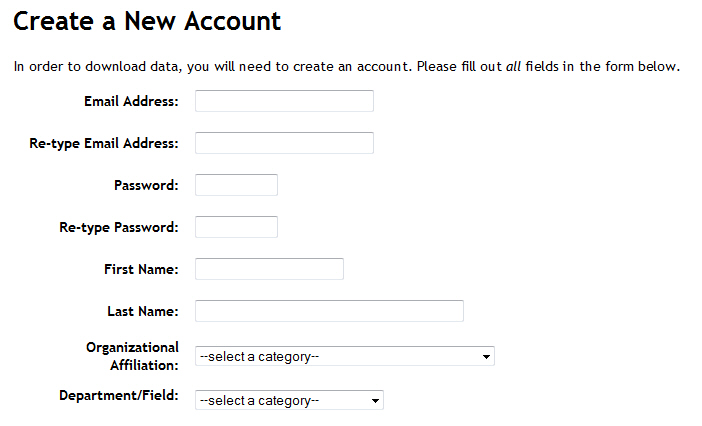 Create a New Account
In order to download data, you will need to create an account. Please fill out all fields in the form below.
Email Address:
Re-type Email Address:
Password:
Re-type Password:
First Name:
Last Name:
Organizational
Affiliation:
--select a category--
Department/Field:
--select a category--